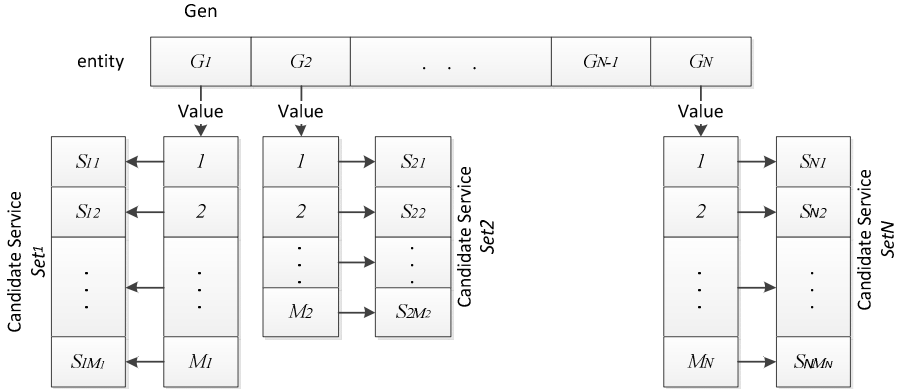 Gen
entity G1 G2 . . . GN-1 GN
Value Value Value
S11 1 1 S21 1 SN1
S12 2 2 S22 2 SN2
. . . . . . . . . . . . . . . . . .
M2 S2M2
S1M1 M1 MN SNMN
Candidate Service
Set1
Candidate Service
Set2
Candidate Service
SetN